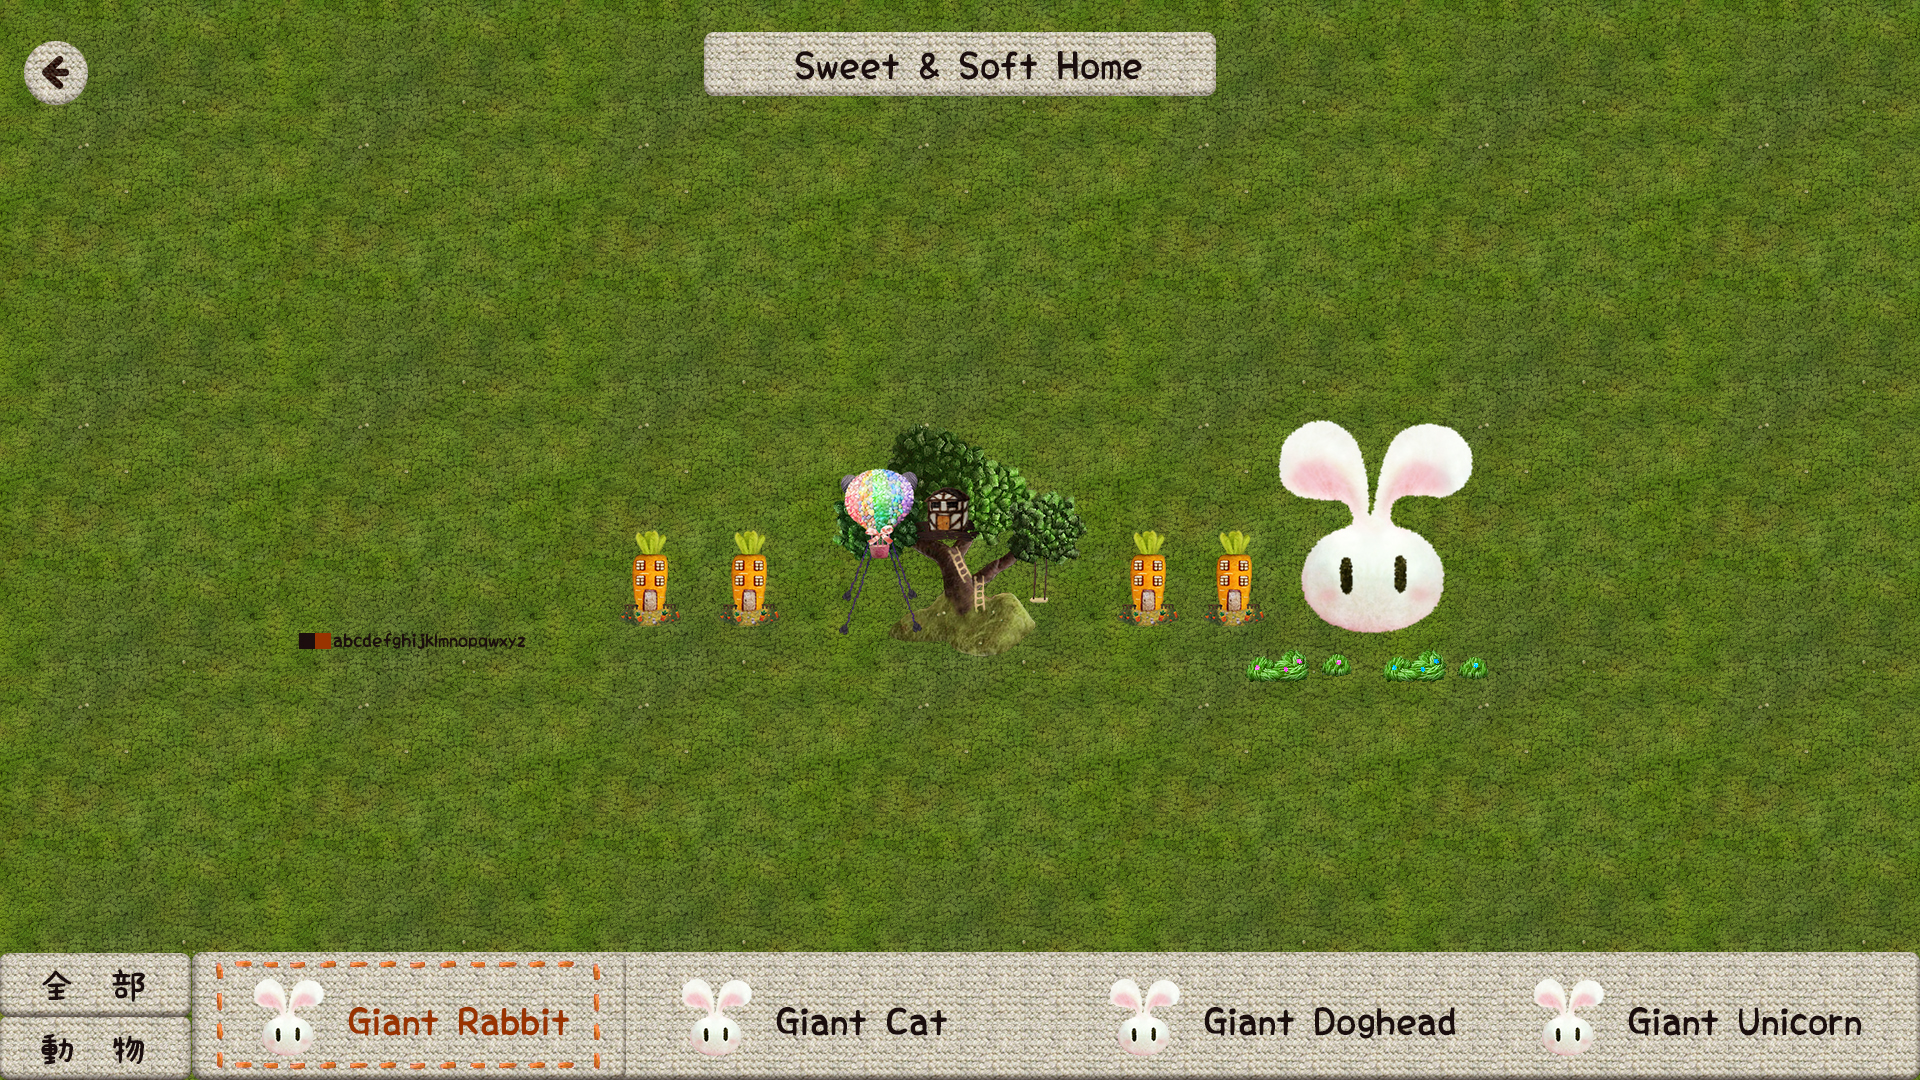 Sweet & Soft Home
abcdefghijklmnopqwxyz
全 部
動 物
Giant Rabbit
Giant Cat
Giant Doghead
Giant Unicorn